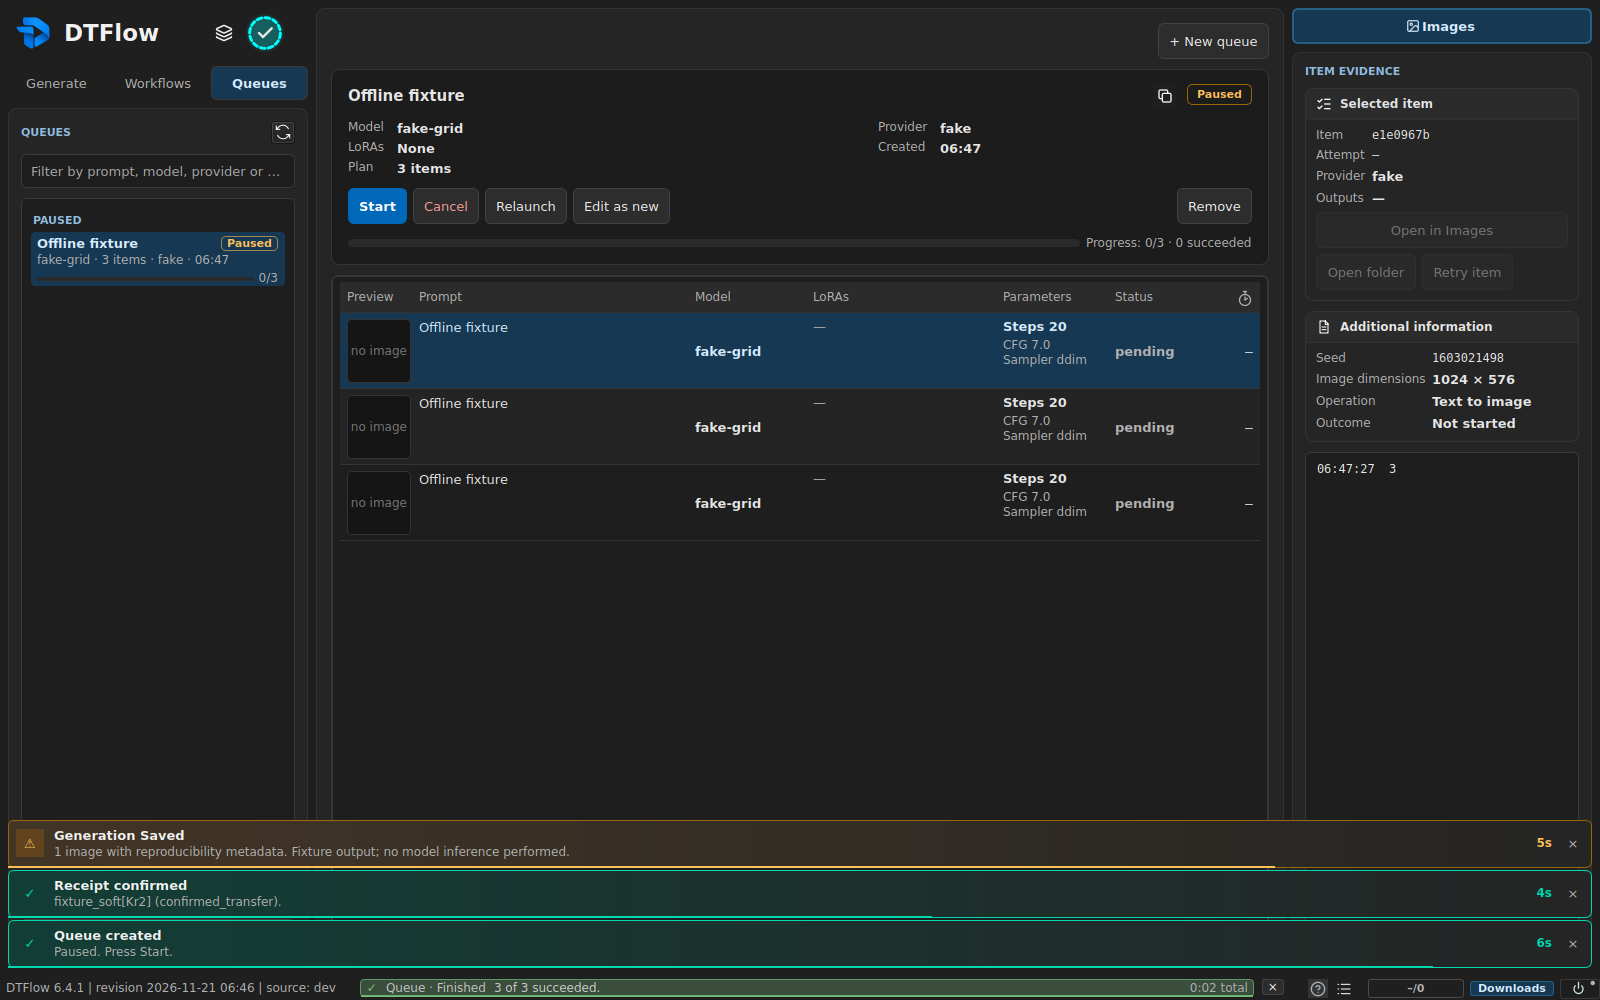 DTFlow
Generate
Workflows
Queues
QUEUES
Filter by prompt, model, provider or ...
PAUSED
Offline fixture
Paused
fake-grid · 3 items · fake · 06:47
0/3
+ New queue
Offline fixture
Paused
Model fake-grid
Provider fake
LoRAs None
Created 06:47
Plan 3 items
Start
Cancel
Relaunch
Edit as new
Remove
Progress: 0/3 · 0 succeeded
Preview Prompt Model LoRAs Parameters Status
no image
Offline fixture
fake-grid
—
Steps 20
CFG 7.0
Sampler ddim
pending
–
no image
Offline fixture
fake-grid
—
Steps 20
CFG 7.0
Sampler ddim
pending
–
no image
Offline fixture
fake-grid
—
Steps 20
CFG 7.0
Sampler ddim
pending
–
Images
ITEM EVIDENCE
Selected item
Item e1e0967b
Attempt –
Provider fake
Outputs —
Open in Images
Open folder
Retry item
Additional information
Seed 1603021498
Image dimensions 1024 × 576
Operation Text to image
Outcome Not started
06:47:27 3
Generation Saved
1 image with reproducibility metadata. Fixture output; no model inference performed.
5s ×
Receipt confirmed
fixture_soft[Kr2] (confirmed_transfer).
4s ×
Queue created
Paused. Press Start.
6s ×
DTFlow 6.4.1 | revision 2026-11-21 06:46 | source: dev
✓ Queue · Finished 3 of 3 succeeded.
0:02 total
×
–/0
Downloads